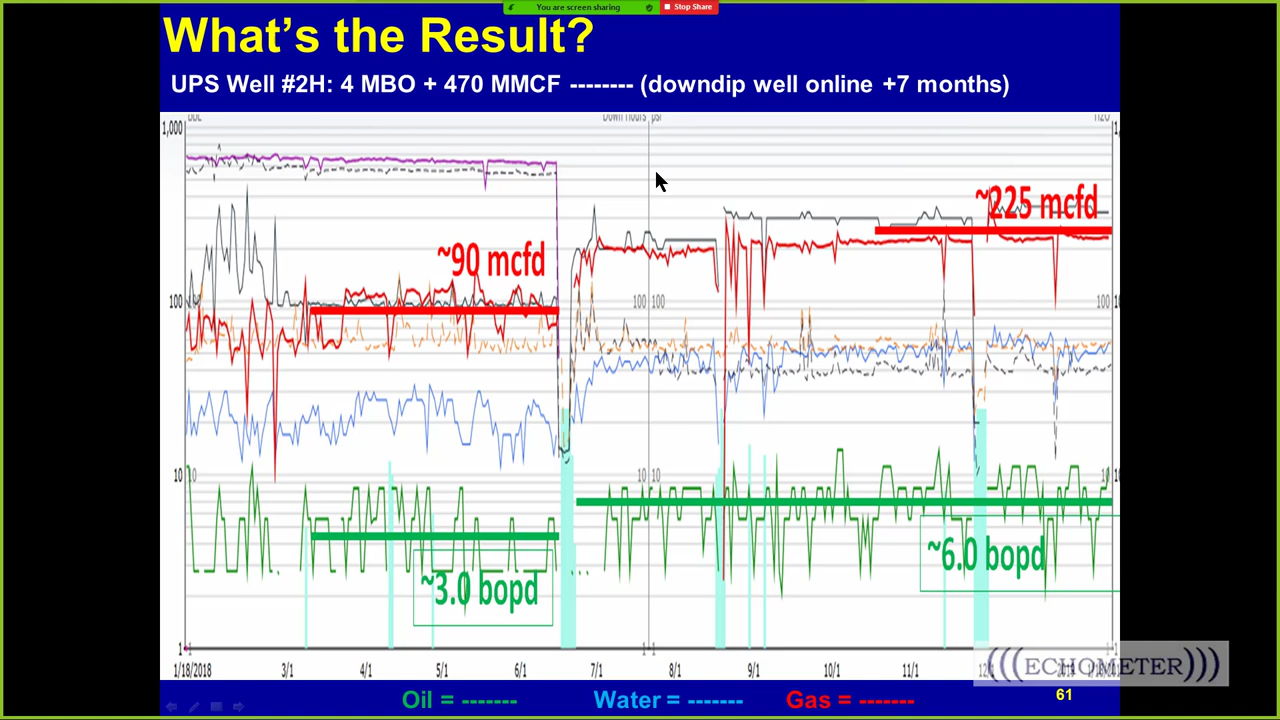 You are screen sharing Stop Share
What's the Result?
UPS Well #2H: 4 MBO + 470 MMCF -------- (downdip well online +7 months)
1,000
~225 mcfd
~90 mcfd
100 100 100 100
10 10 10 10
~6.0 bopd
~3.0 bopd
1
1/18/2018 3/1 4/1 5/1 6/1 7/1 8/1 9/1 10/1 11/1
(((ECHOMETER)))
Oil = ------- Water = ------- Gas = -------
61